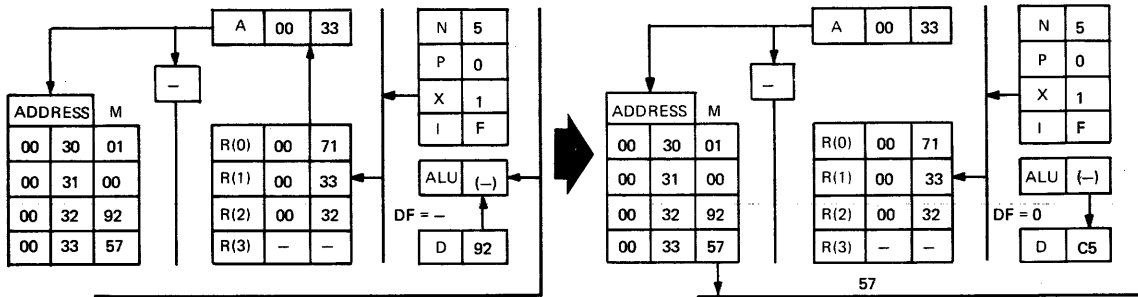 A 00 33
N 5
P 0
X 1
I F
–
ADDRESS M
00 30 01
00 31 00
00 32 92
00 33 57
R(0) 00 71
R(1) 00 33
R(2) 00 32
R(3) – –
ALU (–)
DF = –
D 92
A 00 33
N 5
P 0
X 1
I F
–
ADDRESS M
00 30 01
00 31 00
00 32 92
00 33 57
R(0) 00 71
R(1) 00 33
R(2) 00 32
R(3) – –
ALU (–)
DF = 0
D C5
57